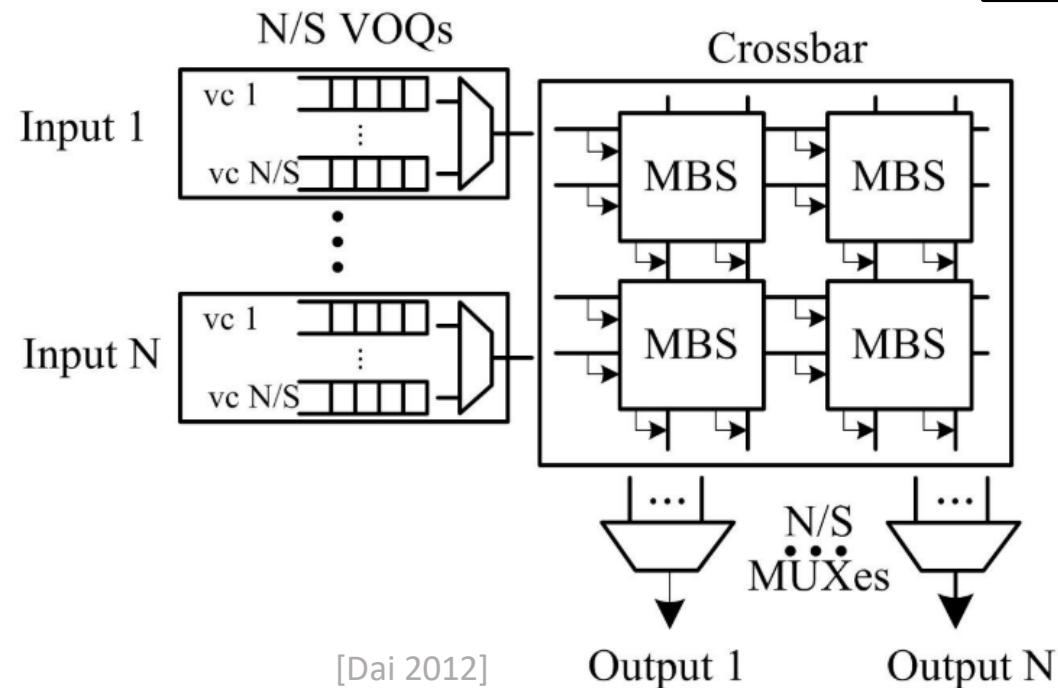 N/S VOQs
Crossbar
Input 1
vc 1
vc N/S
MBS
MBS
Input N
vc 1
vc N/S
MBS
MBS
N/S
MUXes
[Dai 2012]
Output 1
Output N